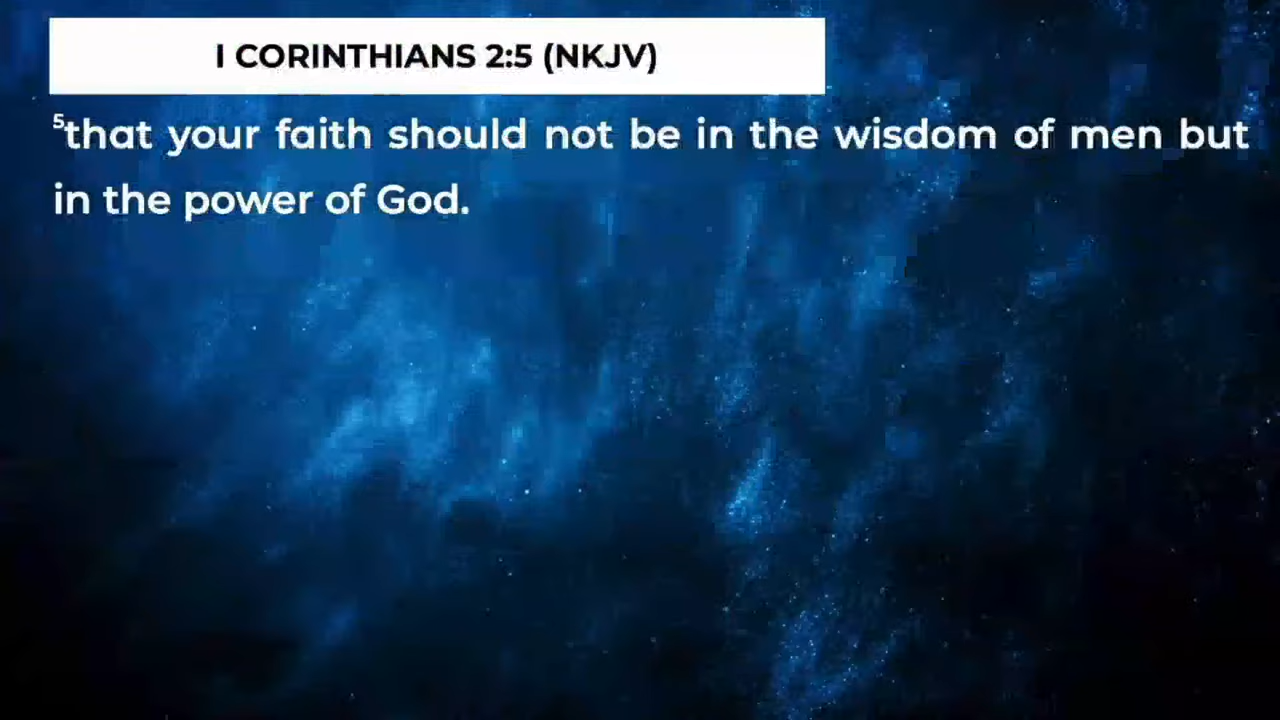 I CORINTHIANS 2:5 (NKJV)
⁵that your faith should not be in the wisdom of men but
in the power of God.